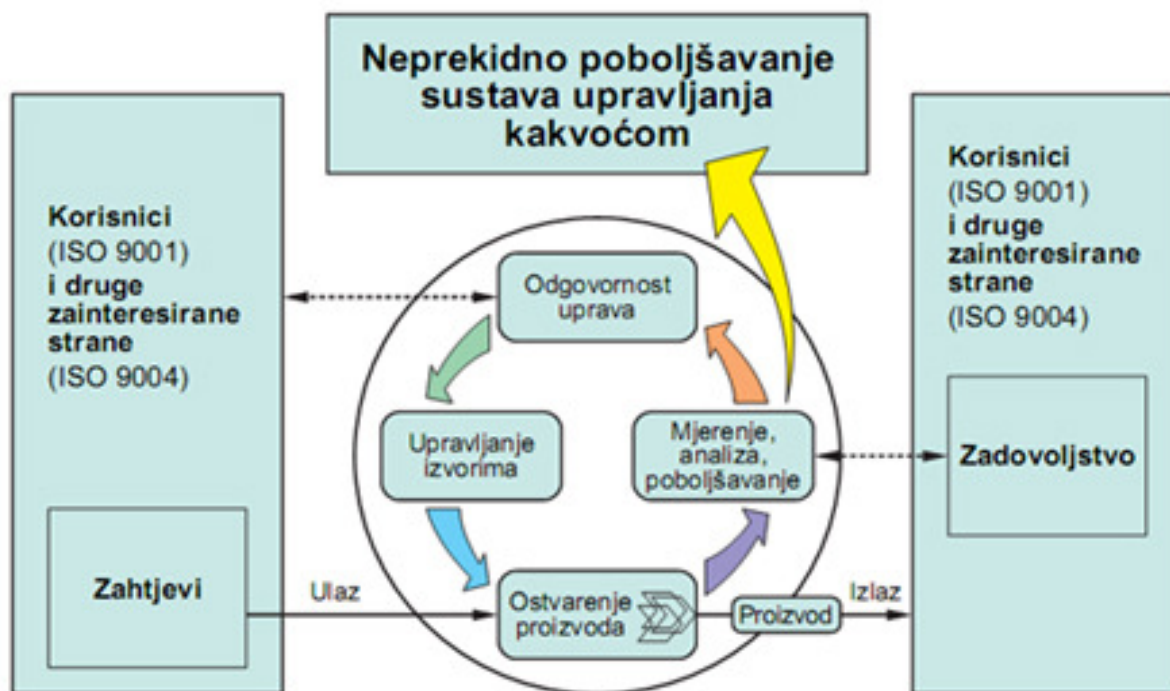 Neprekidno poboljšavanje
sustava upravljanja
kakvoćom
Korisnici
(ISO 9001)
i druge
zainteresirane
strane
(ISO 9004)
Zahtjevi
Ulaz
Odgovornost
uprava
Upravljanje
izvorima
Mjerenje,
analiza,
poboljšavanje
Ostvarenje
proizvoda
Proizvod
Izlaz
Korisnici
(ISO 9001)
i druge
zainteresirane
strane
(ISO 9004)
Zadovoljstvo